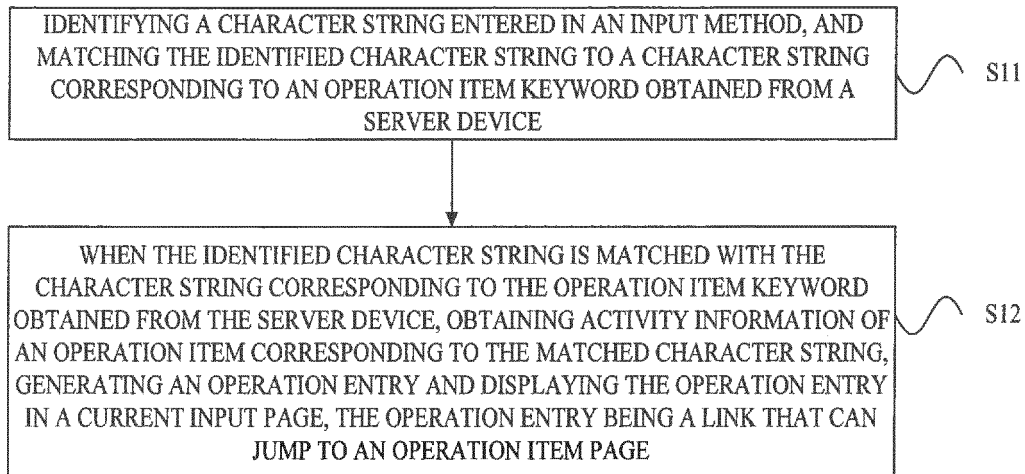 IDENTIFYING A CHARACTER STRING ENTERED IN AN INPUT METHOD, AND
MATCHING THE IDENTIFIED CHARACTER STRING TO A CHARACTER STRING
CORRESPONDING TO AN OPERATION ITEM KEYWORD OBTAINED FROM A
SERVER DEVICE
S11
WHEN THE IDENTIFIED CHARACTER STRING IS MATCHED WITH THE
CHARACTER STRING CORRESPONDING TO THE OPERATION ITEM KEYWORD
OBTAINED FROM THE SERVER DEVICE, OBTAINING ACTIVITY INFORMATION OF
AN OPERATION ITEM CORRESPONDING TO THE MATCHED CHARACTER STRING,
GENERATING AN OPERATION ENTRY AND DISPLAYING THE OPERATION ENTRY
IN A CURRENT INPUT PAGE, THE OPERATION ENTRY BEING A LINK THAT CAN
JUMP TO AN OPERATION ITEM PAGE
S12